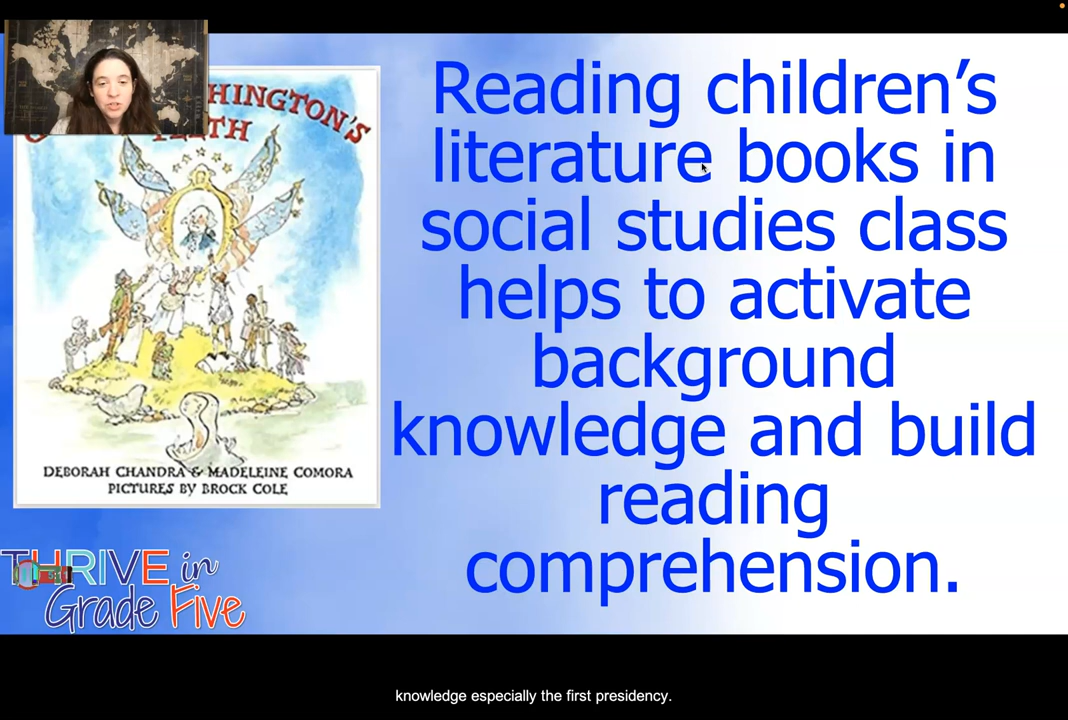 HINGTON'S
TH
DEBORAH CHANDRA & MADELEINE COMORA
PICTURES BY BROCK COLE
Reading children's
literature books in
social studies class
helps to activate
background
knowledge and build
reading
comprehension.
THRIVE in
Grade Five
knowledge especially the first presidency.